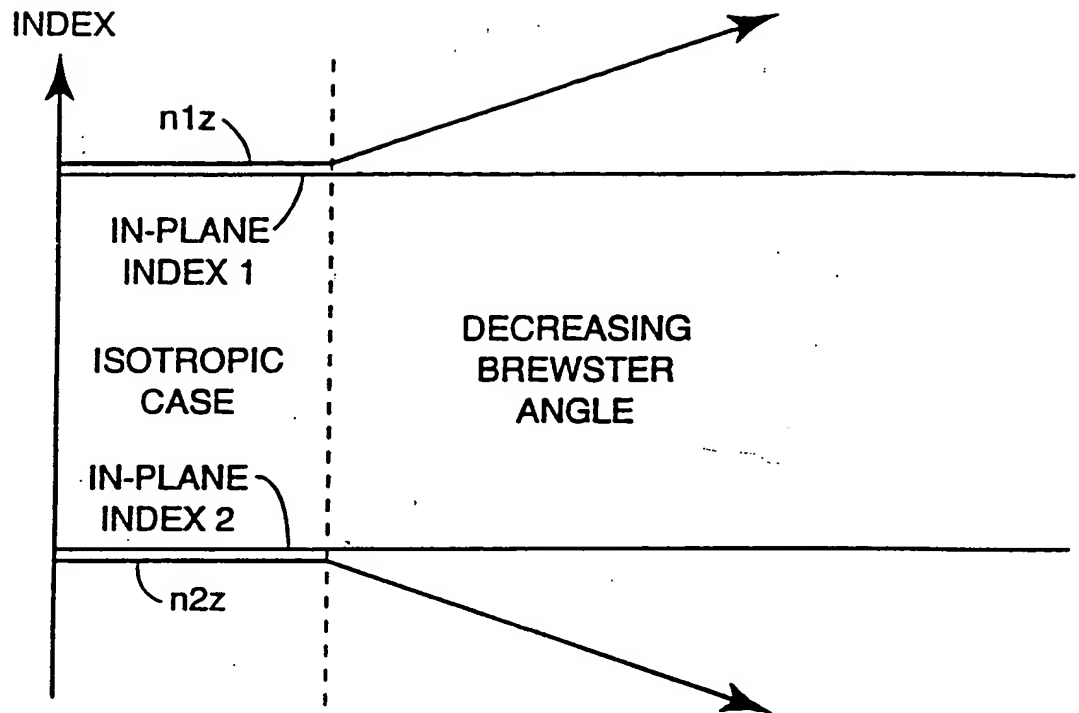 INDEX
n1z
IN-PLANE
INDEX 1
ISOTROPIC
CASE
DECREASING
BREWSTER
ANGLE
IN-PLANE
INDEX 2
n2z